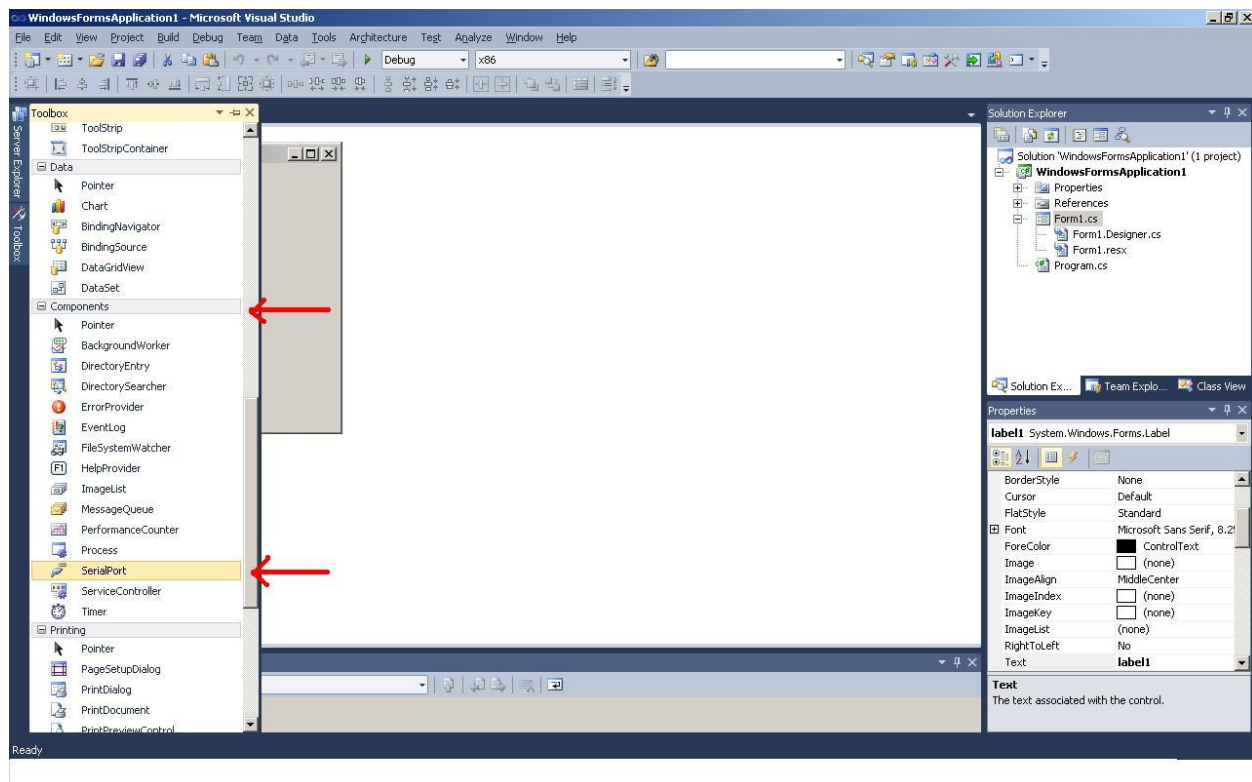 WindowsFormsApplication1 - Microsoft Visual Studio
File Edit View Project Build Debug Team Data Tools Architecture Test Analyze Window Help
Debug x86
Server Explorer
Toolbox
Toolbox
ToolStrip
ToolStripContainer
Data
Pointer
Chart
BindingNavigator
BindingSource
DataGridView
DataSet
Components
Pointer
BackgroundWorker
DirectoryEntry
DirectorySearcher
ErrorProvider
EventLog
FileSystemWatcher
HelpProvider
ImageList
MessageQueue
PerformanceCounter
Process
SerialPort
ServiceController
Timer
Printing
Pointer
PageSetupDialog
PrintDialog
PrintDocument
PrintPreviewControl
Solution Explorer
Solution 'WindowsFormsApplication1' (1 project)
WindowsFormsApplication1
Properties
References
Form1.cs
Form1.Designer.cs
Form1.resx
Program.cs
Solution Ex... Team Explo... Class View
Properties
label1 System.Windows.Forms.Label
BorderStyle None
Cursor Default
FlatStyle Standard
Font Microsoft Sans Serif, 8.2
ForeColor ControlText
Image (none)
ImageAlign MiddleCenter
ImageIndex (none)
ImageKey (none)
ImageList (none)
RightToLeft No
Text label1
Text
The text associated with the control.
Ready